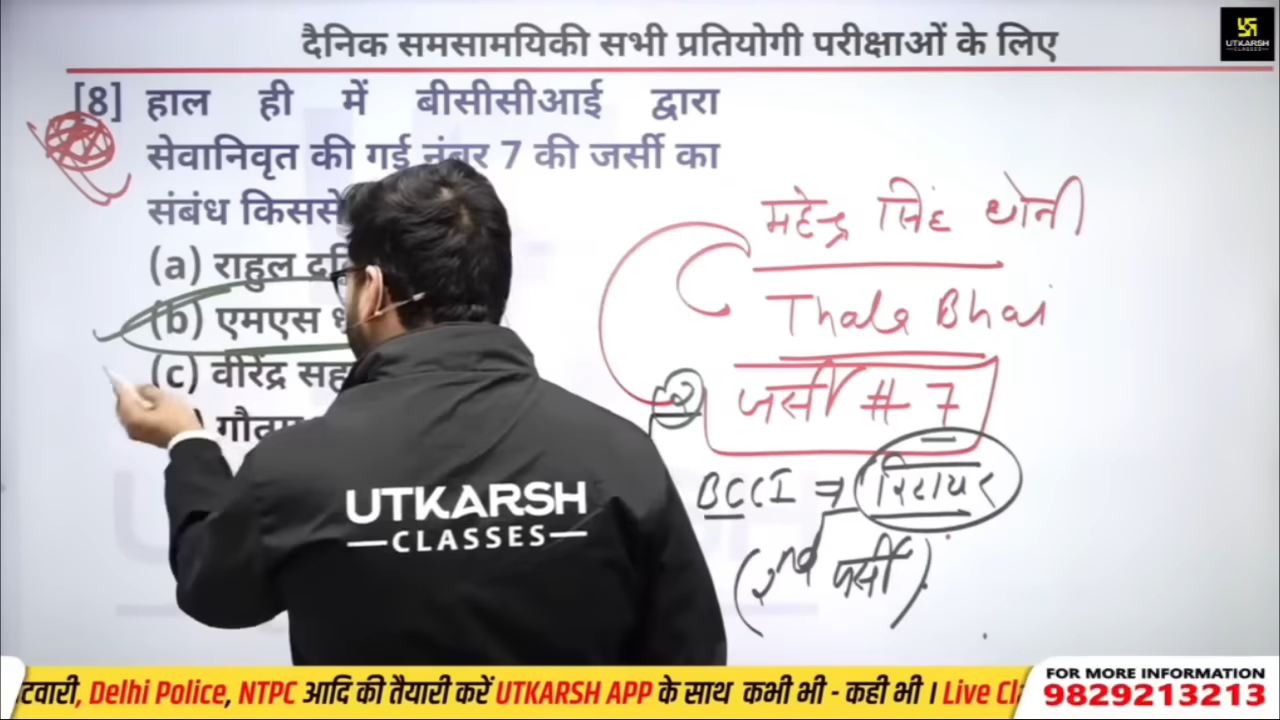 दैनिक समसामयिकी सभी प्रतियोगी परीक्षाओं के लिए
UTKARSH
CLASSES
[8] हाल ही में बीसीसीआई द्वारा
सेवानिवृत की गई नंबर 7 की जर्सी का
संबंध किससे
(a) राहुल
(b) एमएस
(c) वीरेंद्र
महेन्द्र सिंह धोनी
Thala Bhai
जर्सी # 7
BCCI ⇒ रिटायर
(2nd जर्सी)
UTKARSH
CLASSES
Delhi Police, NTPC आदि की तैयारी करें UTKARSH APP के साथ कभी भी - कही भी । Live
FOR MORE INFORMATION
9829213213